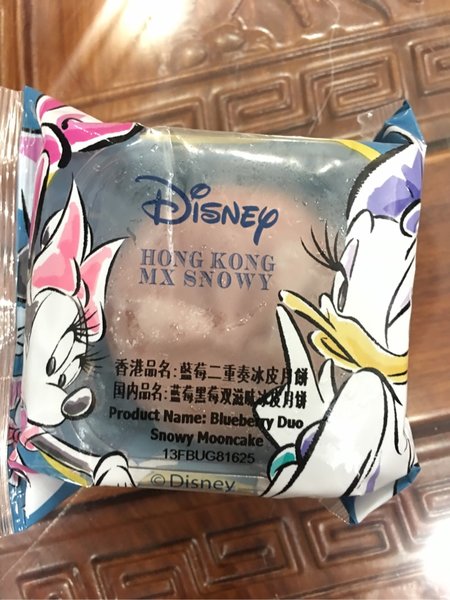 Disney
HONG KONG
MX SNOWY
香港品名:藍莓二重奏冰皮月餅
国内品名:蓝莓黑莓双滋味冰皮月饼
Product Name: Blueberry Duo
Snowy Mooncake
13FBUG81625
©Disney